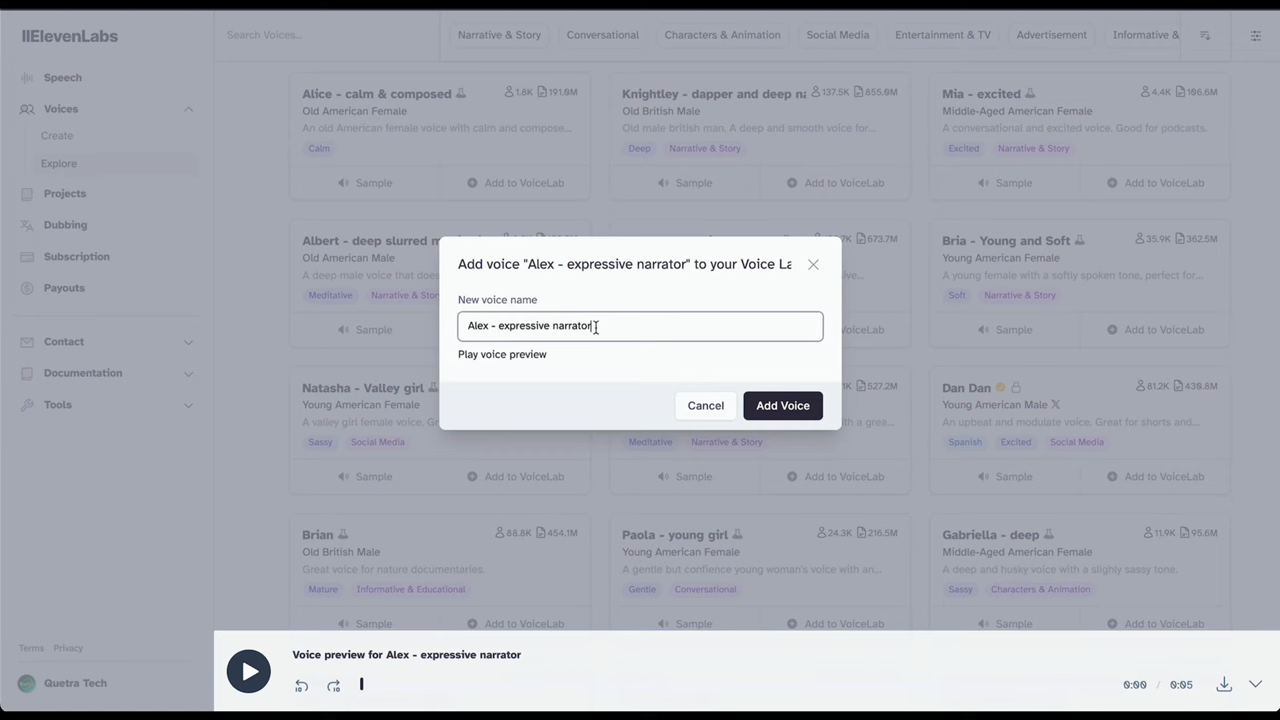 IIElevenLabs
Search Voices...
Narrative & Story
Conversational
Characters & Animation
Social Media
Entertainment & TV
Advertisement
Informative &
Speech
Voices
Create
Explore
Projects
Dubbing
Subscription
Payouts
Contact
Documentation
Tools
Terms Privacy
Quetra Tech
Alice - calm & composed 1.8K 191.0M
Old American Female
An old American female voice with calm and compose...
Calm
Sample Add to VoiceLab
Knightley - dapper and deep na 137.5K 855.0M
Old British Male
Old male british man. A deep and smooth voice for...
Deep Narrative & Story
Sample Add to VoiceLab
Mia - excited 4.4K 106.6M
Middle-Aged American Female
A conversational and excited voice. Good for podcasts.
Excited Narrative & Story
Sample Add to VoiceLab
Albert - deep slurred
Old American Male
A deep male voice that does
Meditative Narrative & Story
Sample
673.7M
Bria - Young and Soft 35.9K 362.5M
Young American Female
A young female with a softly spoken tone, perfect for...
Soft Narrative & Story
Sample Add to VoiceLab
Add voice "Alex - expressive narrator" to your Voice La
New voice name
Alex - expressive narrator
Play voice preview
Cancel
Add Voice
Natasha - Valley girl
Young American Female
A valley girl female voice. Gr
Sassy Social Media
Sample Add to VoiceLab
527.2M
with a grea...
Meditative Narrative & Story
Sample Add to VoiceLab
Dan Dan 81.2K 430.8M
Young American Male
An upbeat and modulate voice. Great for shorts and...
Spanish Excited Social Media
Sample Add to VoiceLab
Brian 88.8K 454.1M
Old British Male
Great voice for nature documentaries.
Mature Informative & Educational
Sample Add to VoiceLab
Paola - young girl 24.3K 216.5M
Young American Female
A gentle but confience young woman's voice with an...
Gentle Conversational
Sample Add to VoiceLab
Gabriella - deep 11.9K 95.6M
Middle-Aged American Female
A deep and husky voice with a slighly sassy tone.
Sassy Characters & Animation
Sample Add to VoiceLab
Voice preview for Alex - expressive narrator
10 10
0:00 / 0:05